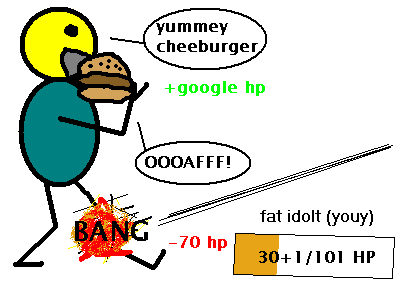 yummey
cheeburger
+google hp
OOOAFFF!
BANG
-70 hp
fat idolt (youy)
30+1/101 HP